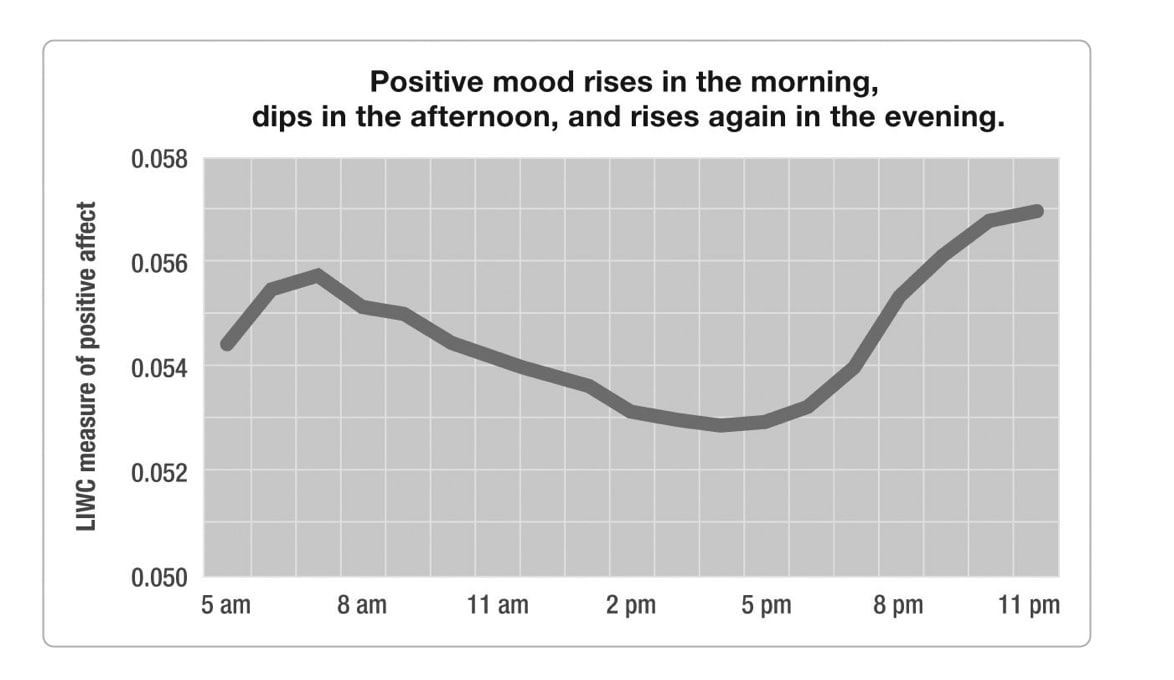 Positive mood rises in the morning,
dips in the afternoon, and rises again in the evening.
LIWC measure of positive affect
0.058
0.056
0.054
0.052
0.050
5 am 8 am 11 am 2 pm 5 pm 8 pm 11 pm